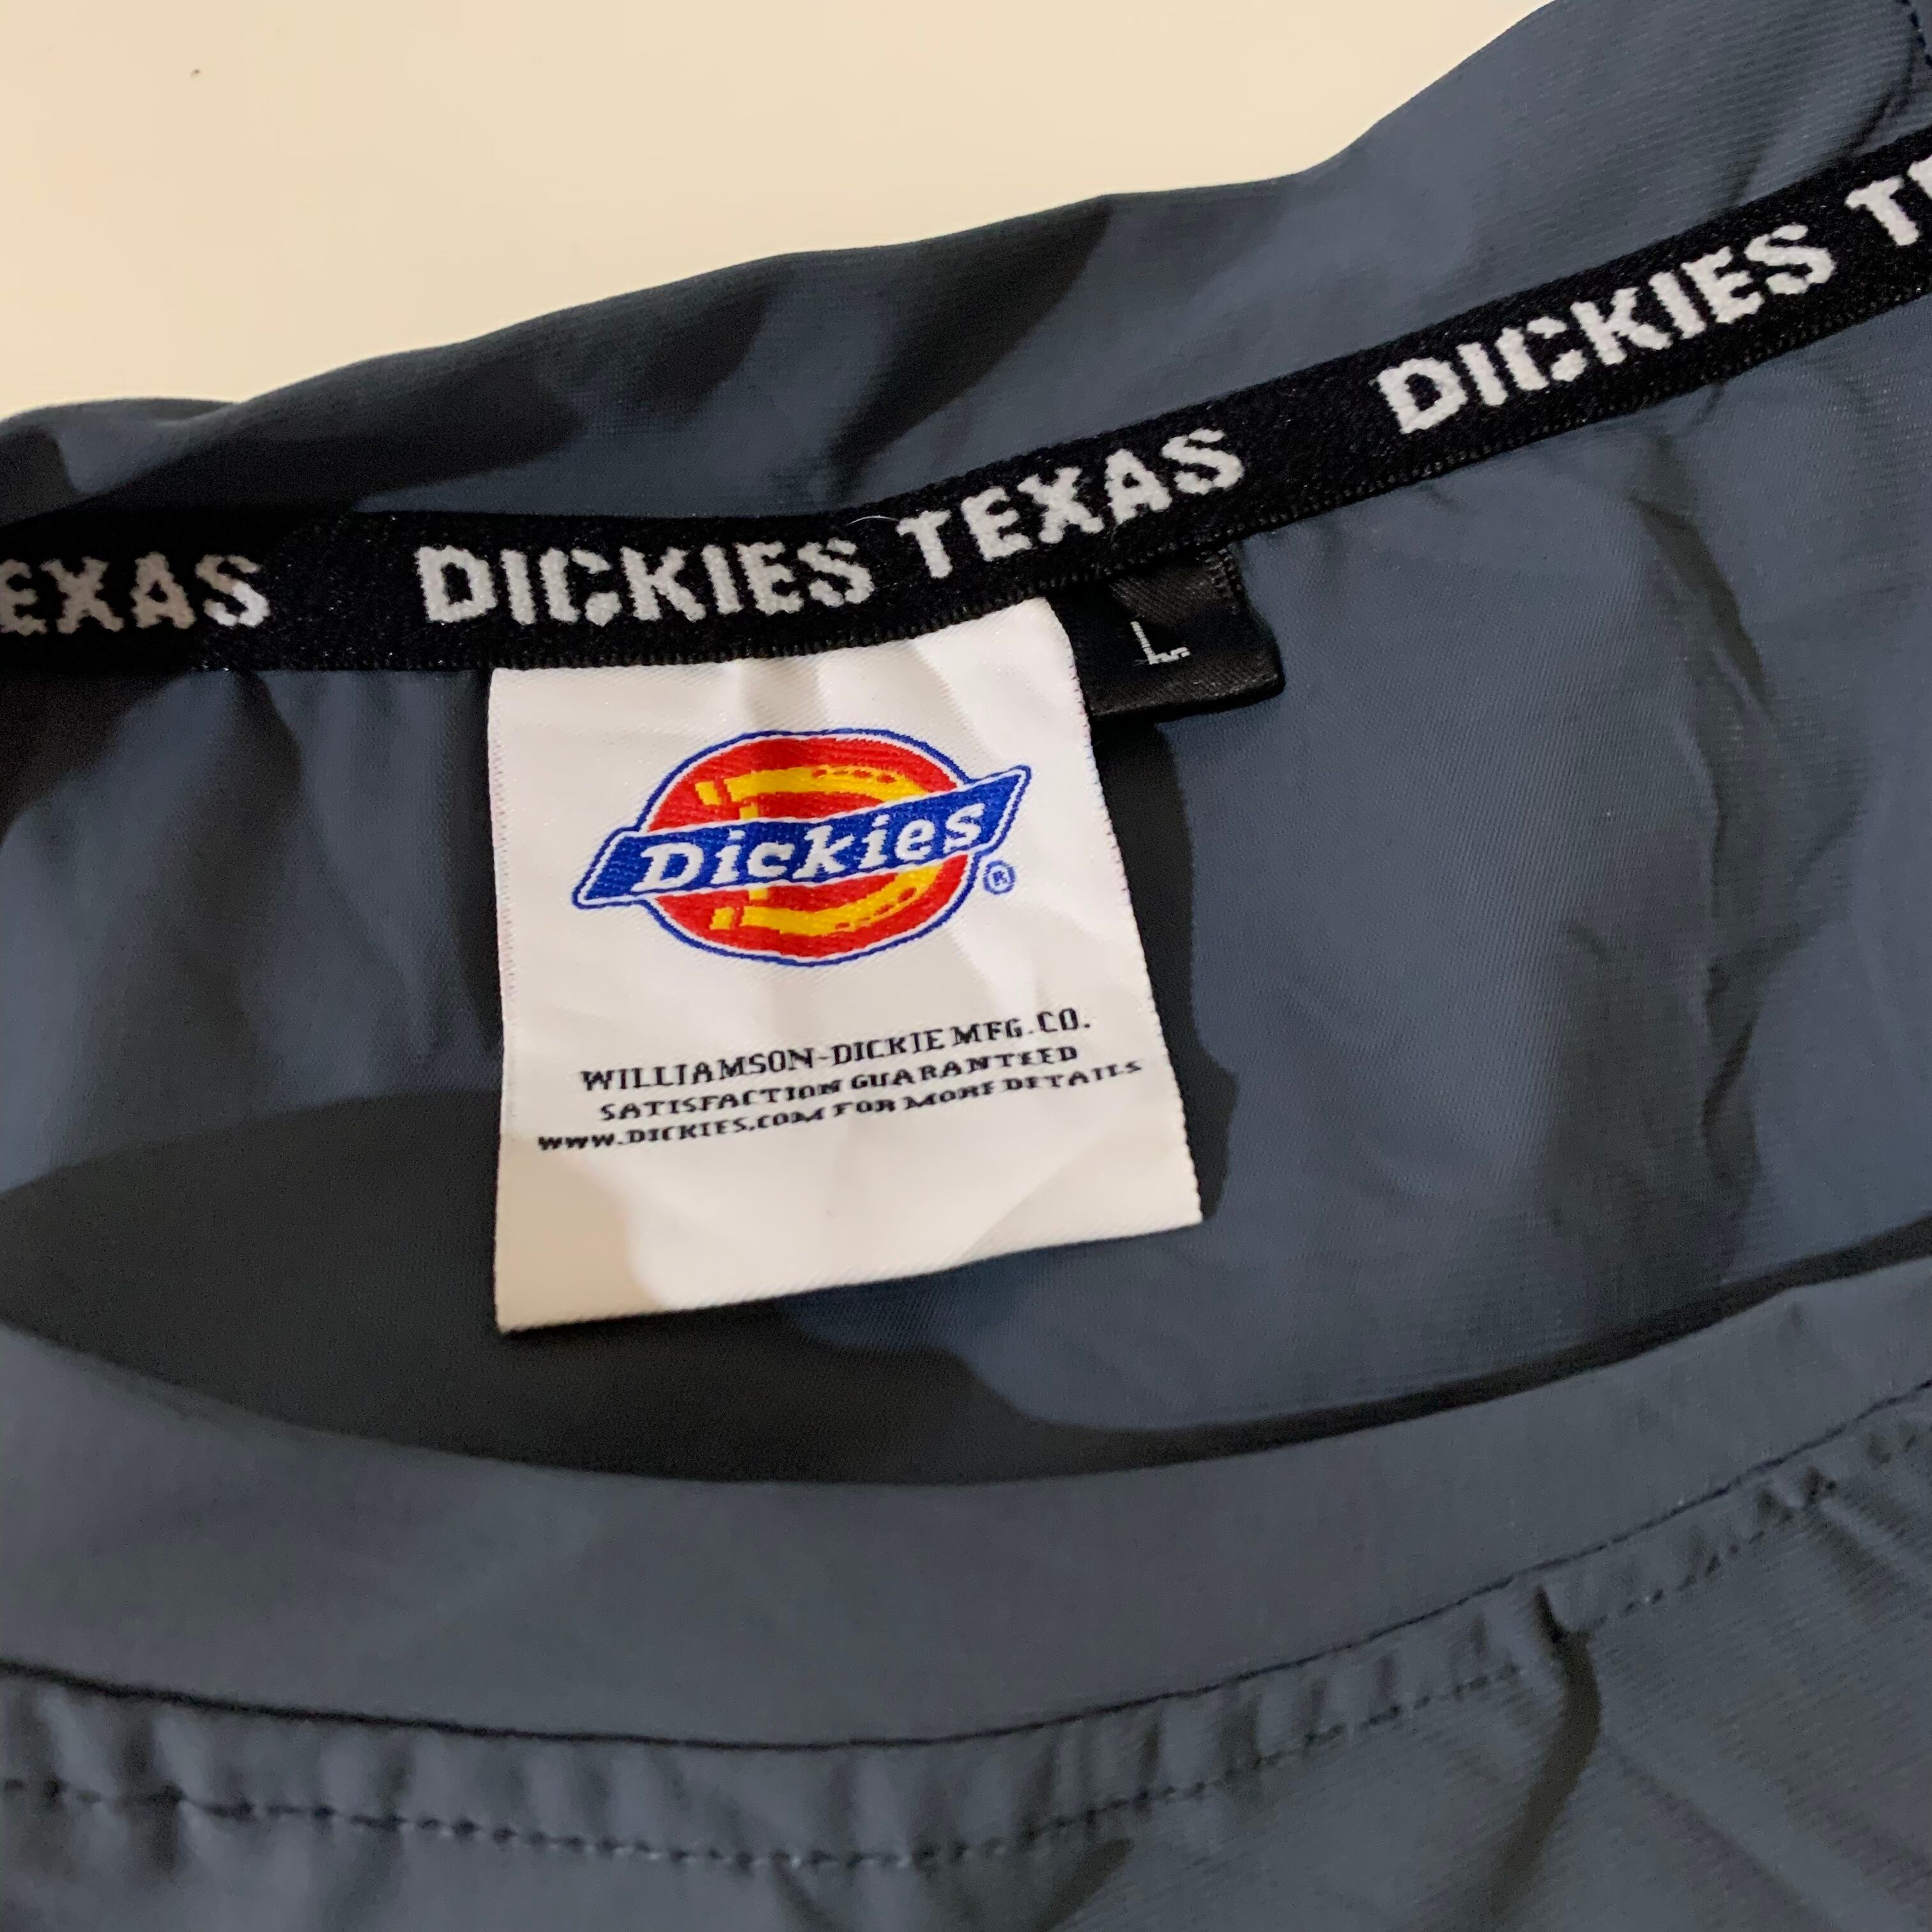 EXAS DICKIES TEXAS DICKIES TE
L
Dickies ®
WILLIAMSON-DICKIE MFG. CO.
SATISFACTION GUARANTEED
WWW.DICKIES.COM FOR MORE DETAILS